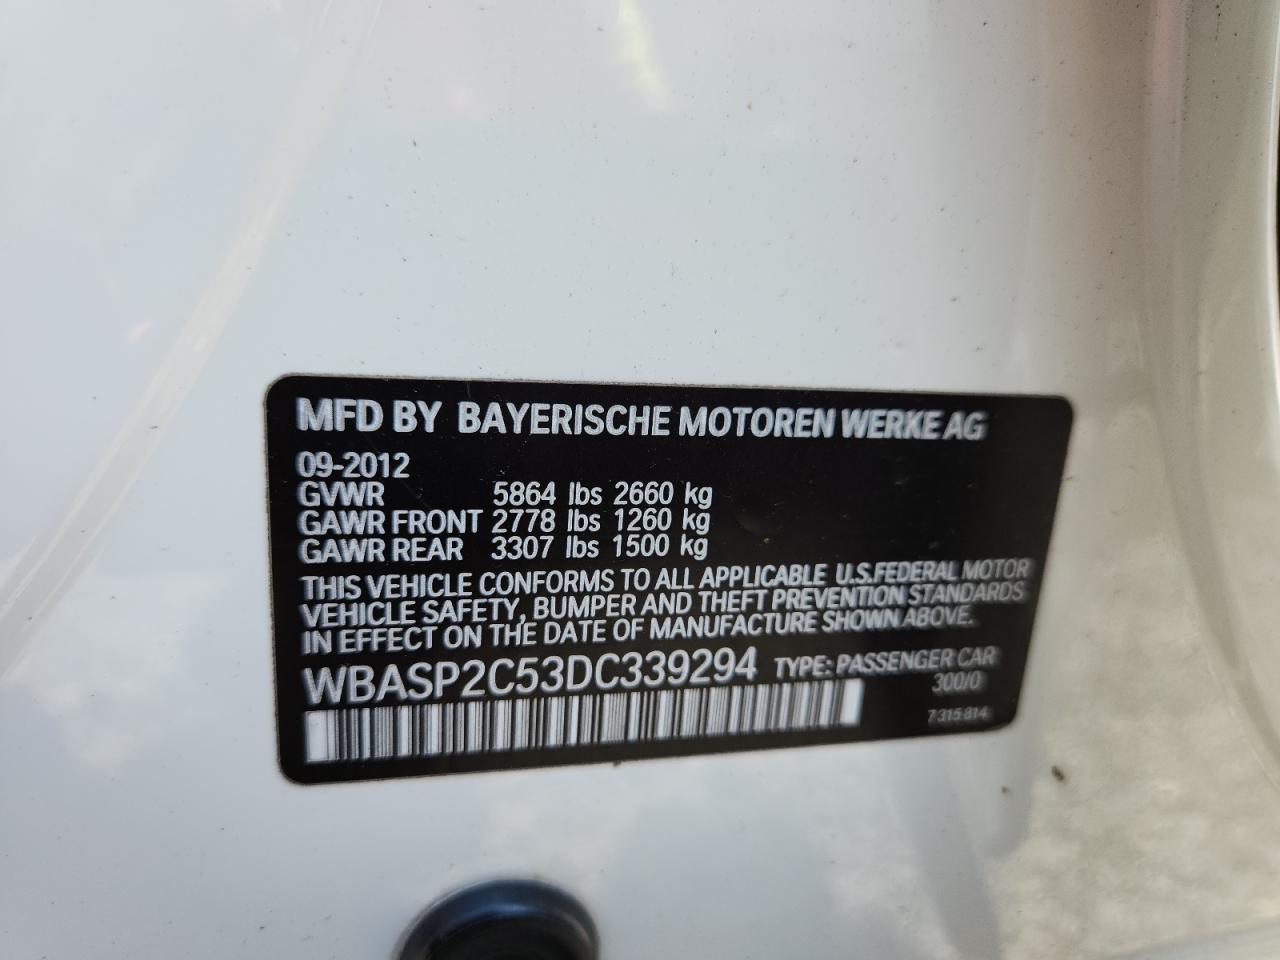 MFD BY BAYERISCHE MOTOREN WERKE AG
09-2012
GVWR 5864 lbs 2660 kg
GAWR FRONT 2778 lbs 1260 kg
GAWR REAR 3307 lbs 1500 kg
THIS VEHICLE CONFORMS TO ALL APPLICABLE U.S.FEDERAL MOTOR
VEHICLE SAFETY, BUMPER AND THEFT PREVENTION STANDARDS
IN EFFECT ON THE DATE OF MANUFACTURE SHOWN ABOVE.
WBASP2C53DC339294 TYPE: PASSENGER CAR
300/0
7315814